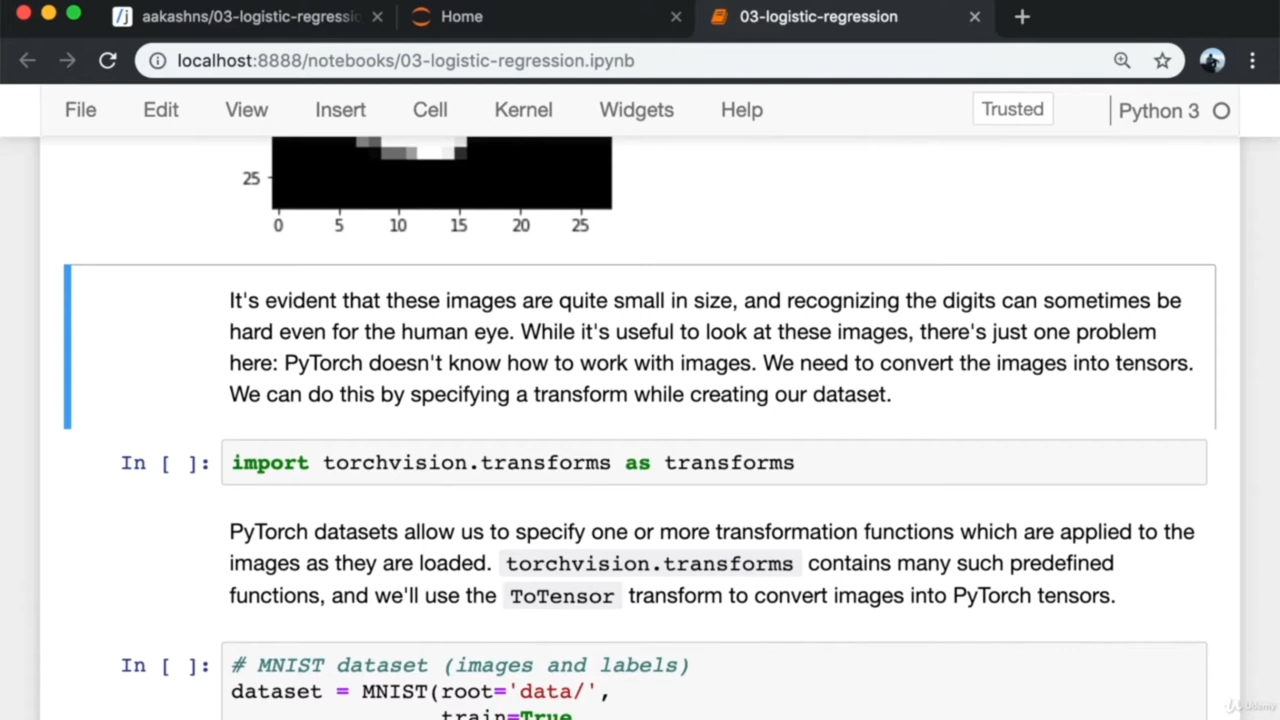 aakashns/03-logistic-regressic
Home
03-logistic-regression
localhost:8888/notebooks/03-logistic-regression.ipynb
File Edit View Insert Cell Kernel Widgets Help Trusted Python 3
25
0 5 10 15 20 25
It's evident that these images are quite small in size, and recognizing the digits can sometimes be
hard even for the human eye. While it's useful to look at these images, there's just one problem
here: PyTorch doesn't know how to work with images. We need to convert the images into tensors.
We can do this by specifying a transform while creating our dataset.
In [ ]: import torchvision.transforms as transforms
PyTorch datasets allow us to specify one or more transformation functions which are applied to the
images as they are loaded. torchvision.transforms contains many such predefined
functions, and we'll use the ToTensor transform to convert images into PyTorch tensors.
In [ ]: # MNIST dataset (images and labels)
dataset = MNIST(root='data/',
train=True
Udemy